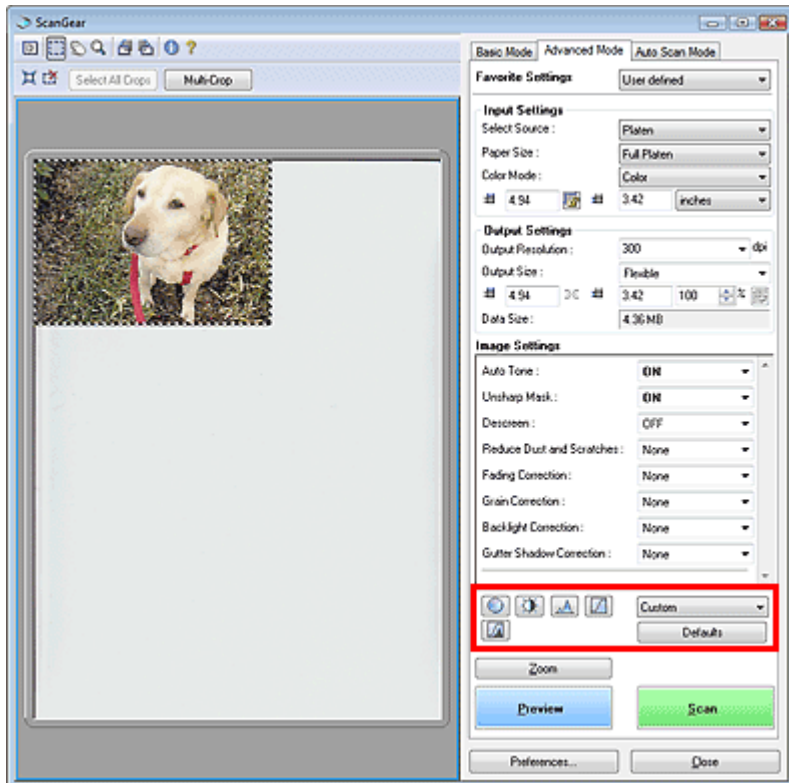 ScanGear
Basic Mode Advanced Mode Auto Scan Mode
Select All Crops Multi-Crop
Favorite Settings User defined
Input Settings
Select Source : Platen
Paper Size : Full Platen
Color Mode : Color
4.94 3.42 inches
Output Settings
Output Resolution : 300 dpi
Output Size : Flexible
4.94 3.42 100 %
Data Size : 4.36 MB
Image Settings
Auto Tone : ON
Unsharp Mask : ON
Descreen : OFF
Reduce Dust and Scratches : None
Fading Correction : None
Grain Correction : None
Backlight Correction : None
Gutter Shadow Correction : None
Custom
Defaults
Zoom
Preview Scan
Preferences... Close